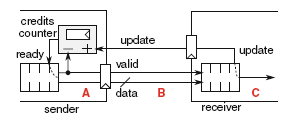 credits
counter
update
ready
− +
valid
update
A
data
B
C
sender
receiver